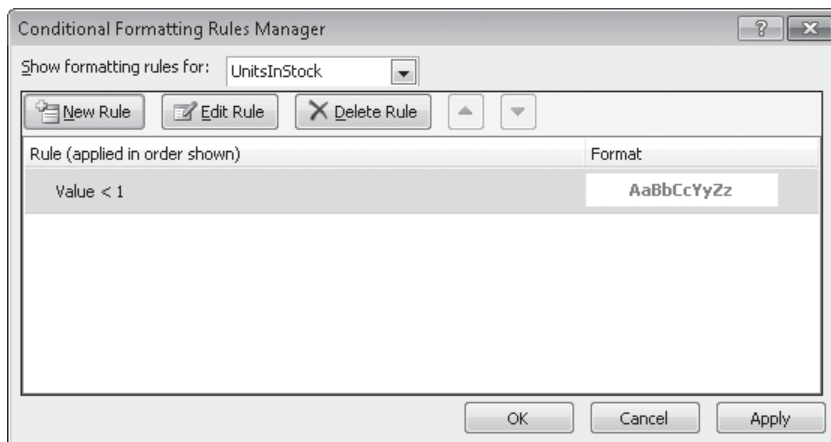 Conditional Formatting Rules Manager
Show formatting rules for: UnitsInStock
New Rule Edit Rule Delete Rule
Rule (applied in order shown) Format
Value < 1 AaBbCcYyZz
OK Cancel Apply